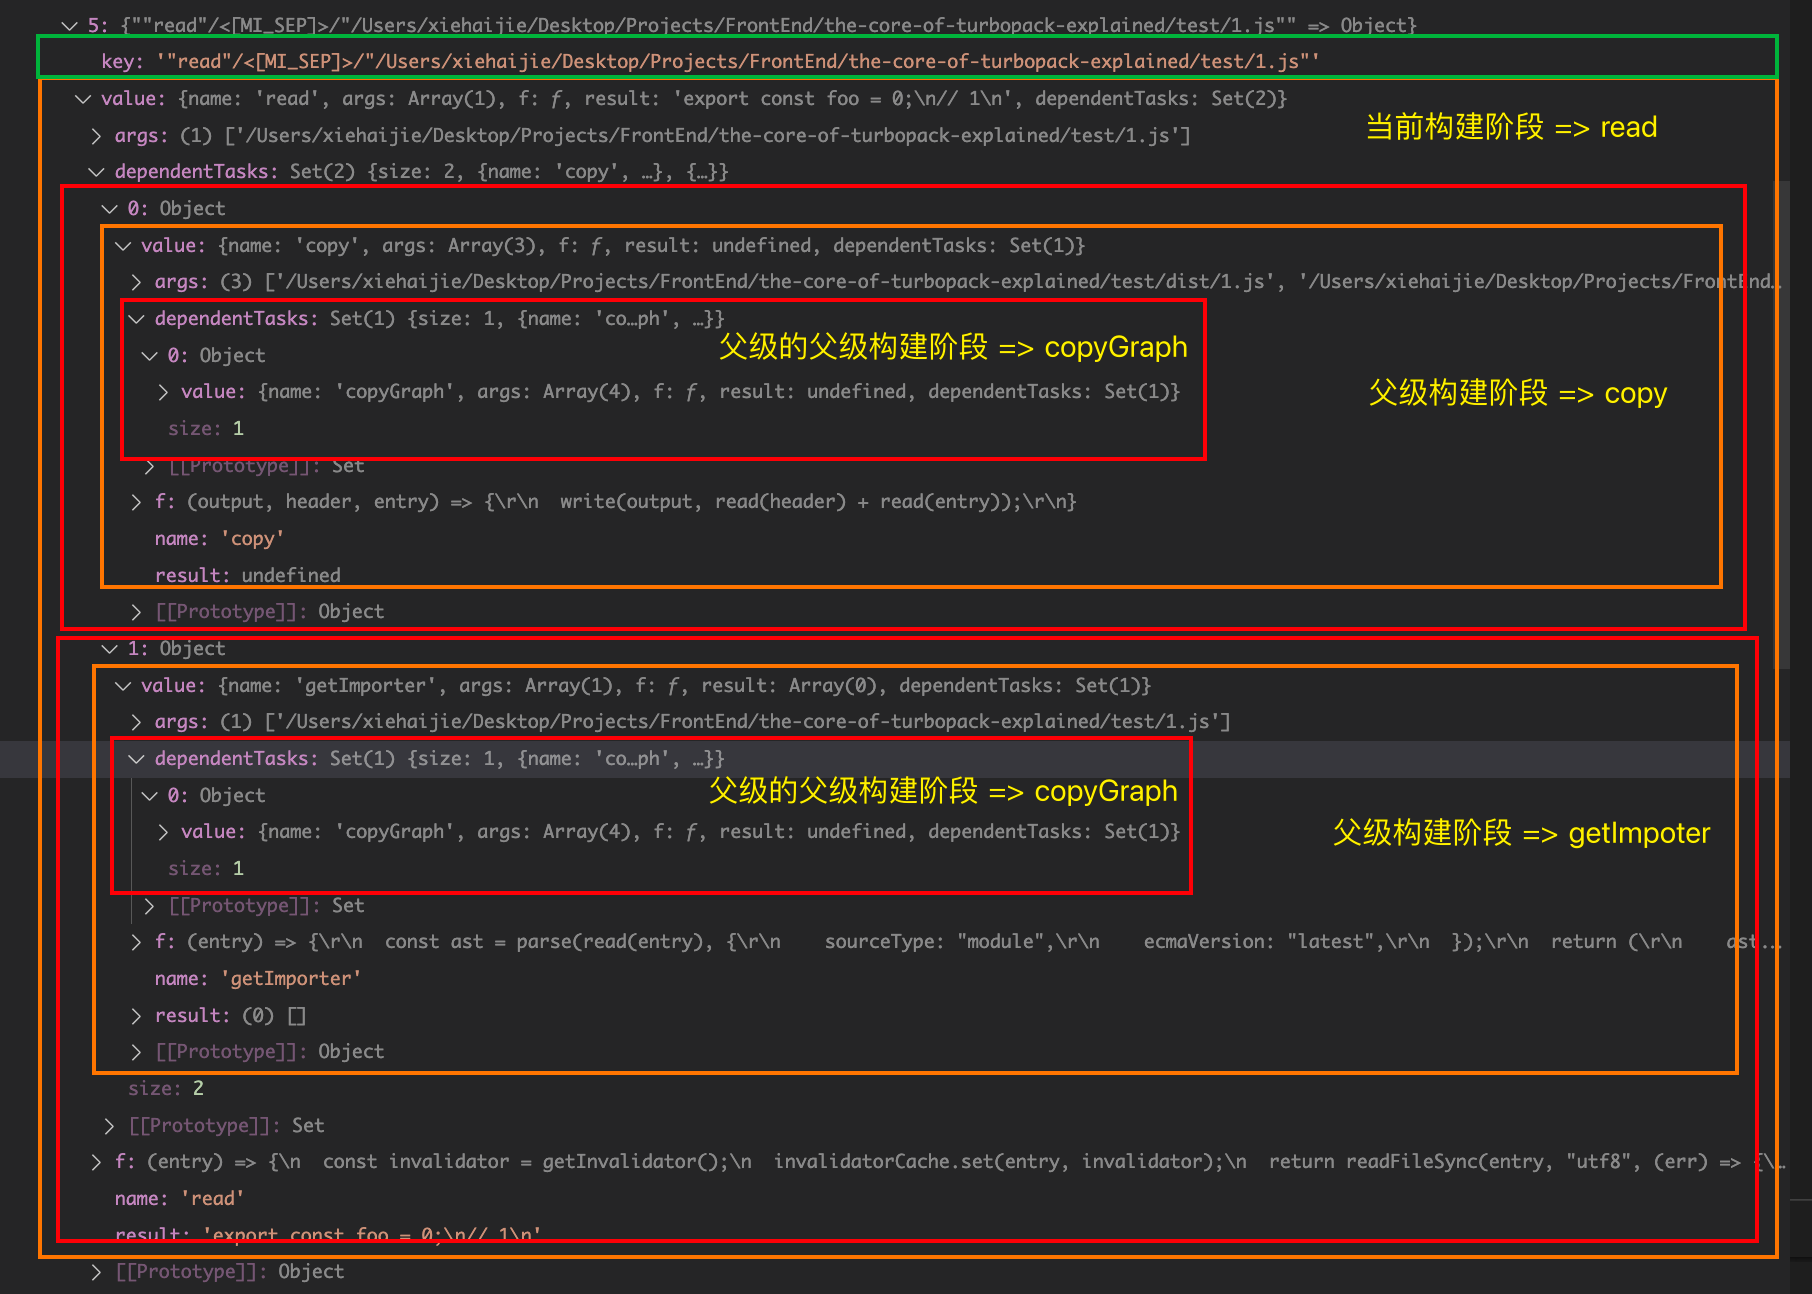 5: {""read"/<[MI_SEP]>/"/Users/xiehaijie/Desktop/Projects/FrontEnd/the-core-of-turbopack-explained/test/1.js"" => Object}
key: '"read"/<[MI_SEP]>/"/Users/xiehaijie/Desktop/Projects/FrontEnd/the-core-of-turbopack-explained/test/1.js"'
value: {name: 'read', args: Array(1), f: ƒ, result: 'export const foo = 0;\n// 1\n', dependentTasks: Set(2)}
当前构建阶段 => read
args: (1) ['/Users/xiehaijie/Desktop/Projects/FrontEnd/the-core-of-turbopack-explained/test/1.js']
dependentTasks: Set(2) {size: 2, {name: 'copy', …}, {…}}
0: Object
value: {name: 'copy', args: Array(3), f: ƒ, result: undefined, dependentTasks: Set(1)}
args: (3) ['/Users/xiehaijie/Desktop/Projects/FrontEnd/the-core-of-turbopack-explained/test/dist/1.js', '/Users/xiehaijie/Desktop/Projects/FrontEnd…
dependentTasks: Set(1) {size: 1, {name: 'co…ph', …}}
父级的父级构建阶段 => copyGraph
0: Object
value: {name: 'copyGraph', args: Array(4), f: ƒ, result: undefined, dependentTasks: Set(1)}
父级构建阶段 => copy
size: 1
[[Prototype]]: Set
f: (output, header, entry) => {\r\n  write(output, read(header) + read(entry));\r\n}
name: 'copy'
result: undefined
[[Prototype]]: Object
1: Object
value: {name: 'getImporter', args: Array(1), f: ƒ, result: Array(0), dependentTasks: Set(1)}
args: (1) ['/Users/xiehaijie/Desktop/Projects/FrontEnd/the-core-of-turbopack-explained/test/1.js']
dependentTasks: Set(1) {size: 1, {name: 'co…ph', …}}
父级的父级构建阶段 => copyGraph
0: Object
value: {name: 'copyGraph', args: Array(4), f: ƒ, result: undefined, dependentTasks: Set(1)}
父级构建阶段 => getImpoter
size: 1
[[Prototype]]: Set
f: (entry) => {\r\n  const ast = parse(read(entry), {\r\n    sourceType: "module",\r\n    ecmaVersion: "latest",\r\n  });\r\n  return (\r\n    ast…
name: 'getImporter'
result: (0) []
[[Prototype]]: Object
size: 2
[[Prototype]]: Set
f: (entry) => {\n  const invalidator = getInvalidator();\n  invalidatorCache.set(entry, invalidator);\n  return readFileSync(entry, "utf8", (err) => {\…
name: 'read'
result: 'export const foo = 0;\n// 1\n'
[[Prototype]]: Object